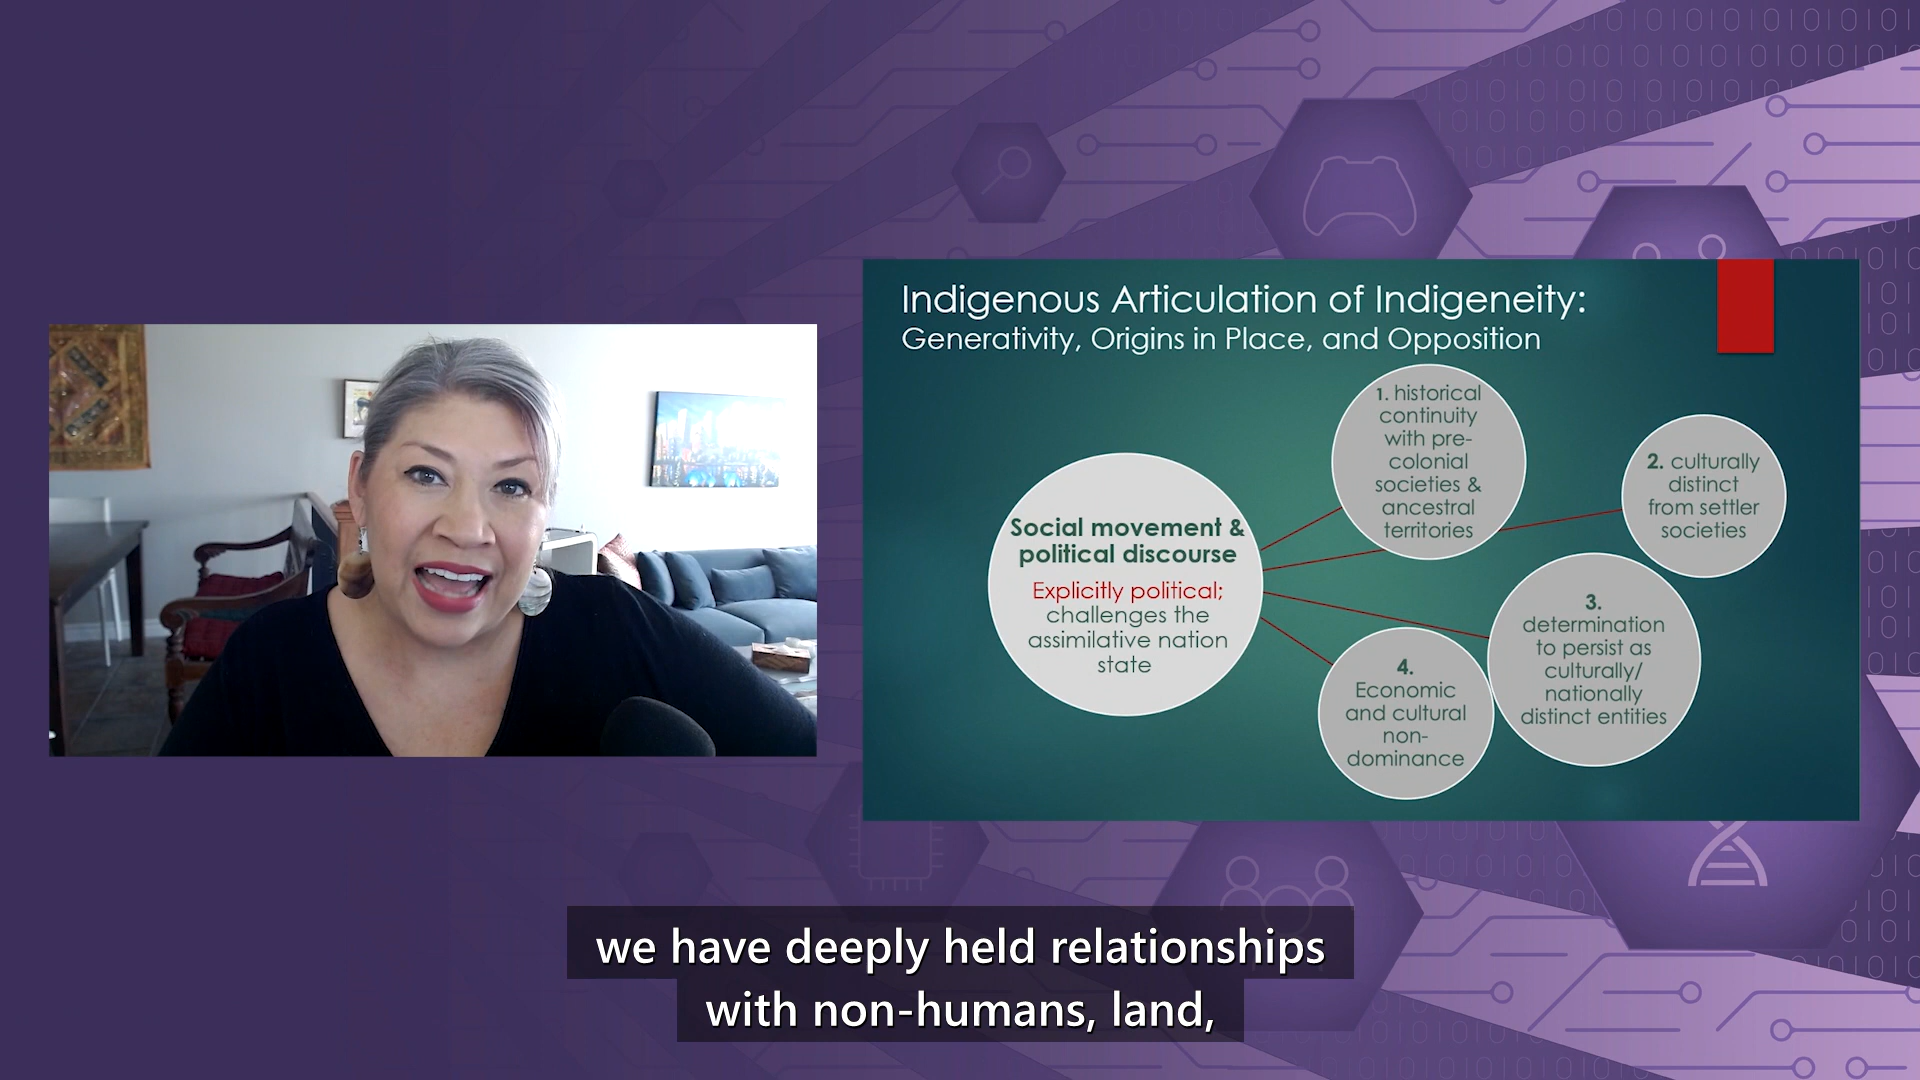 Indigenous Articulation of Indigeneity:
Generativity, Origins in Place, and Opposition
Social movement &
political discourse
Explicitly political;
challenges the
assimilative nation
state
1. historical
continuity
with pre-
colonial
societies &
ancestral
territories
2. culturally
distinct
from settler
societies
3.
determination
to persist as
culturally/
nationally
distinct entities
4.
Economic
and cultural
non-
dominance
we have deeply held relationships
with non-humans, land,